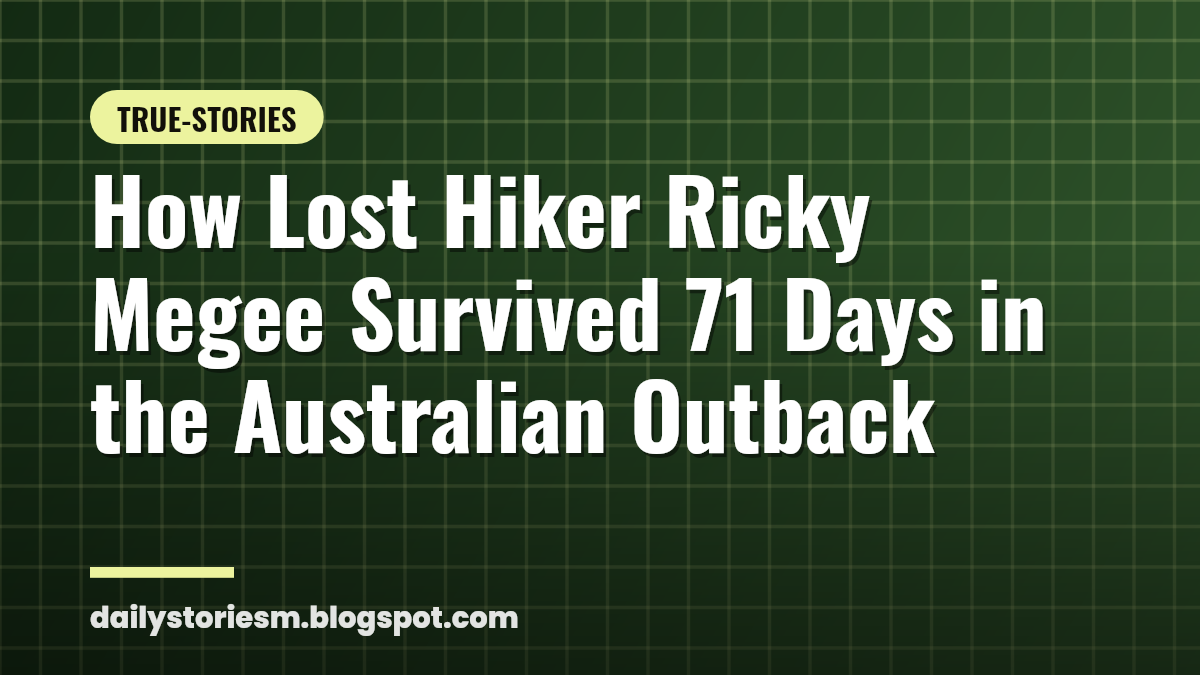 TRUE-STORIES
How Lost Hiker Ricky
Megee Survived 71 Days in
the Australian Outback
dailystoriesm.blogspot.com